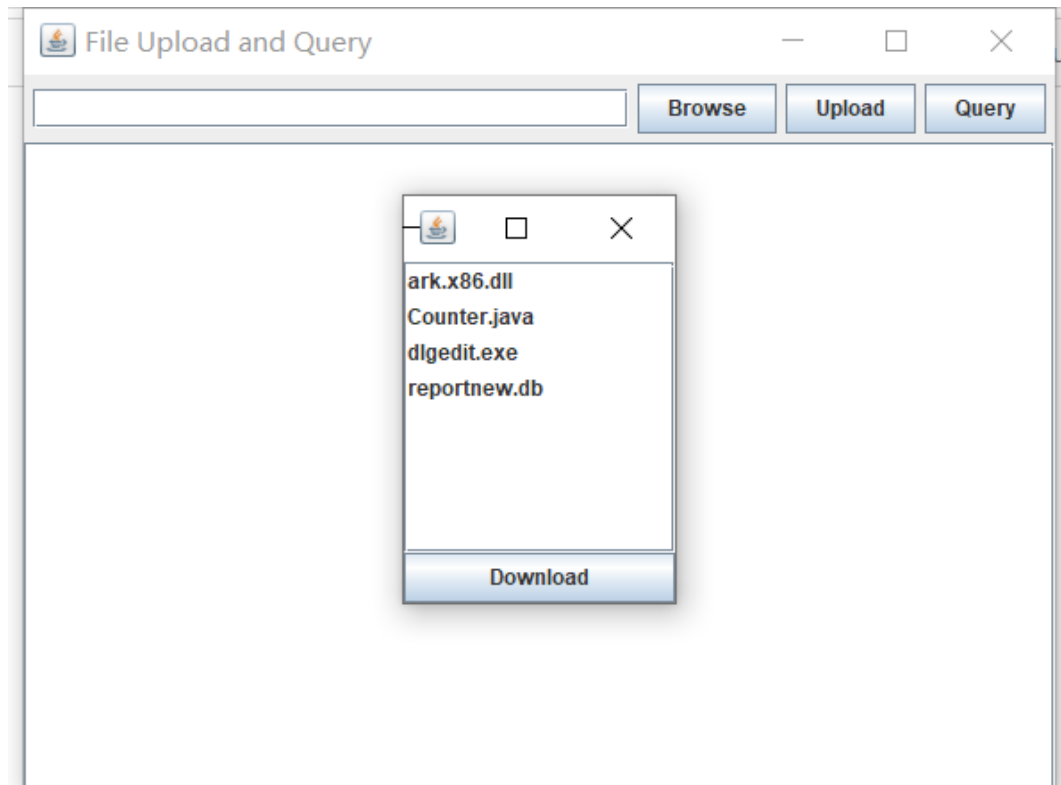 File Upload and Query
Browse Upload Query
ark.x86.dll
Counter.java
dlgedit.exe
reportnew.db
Download